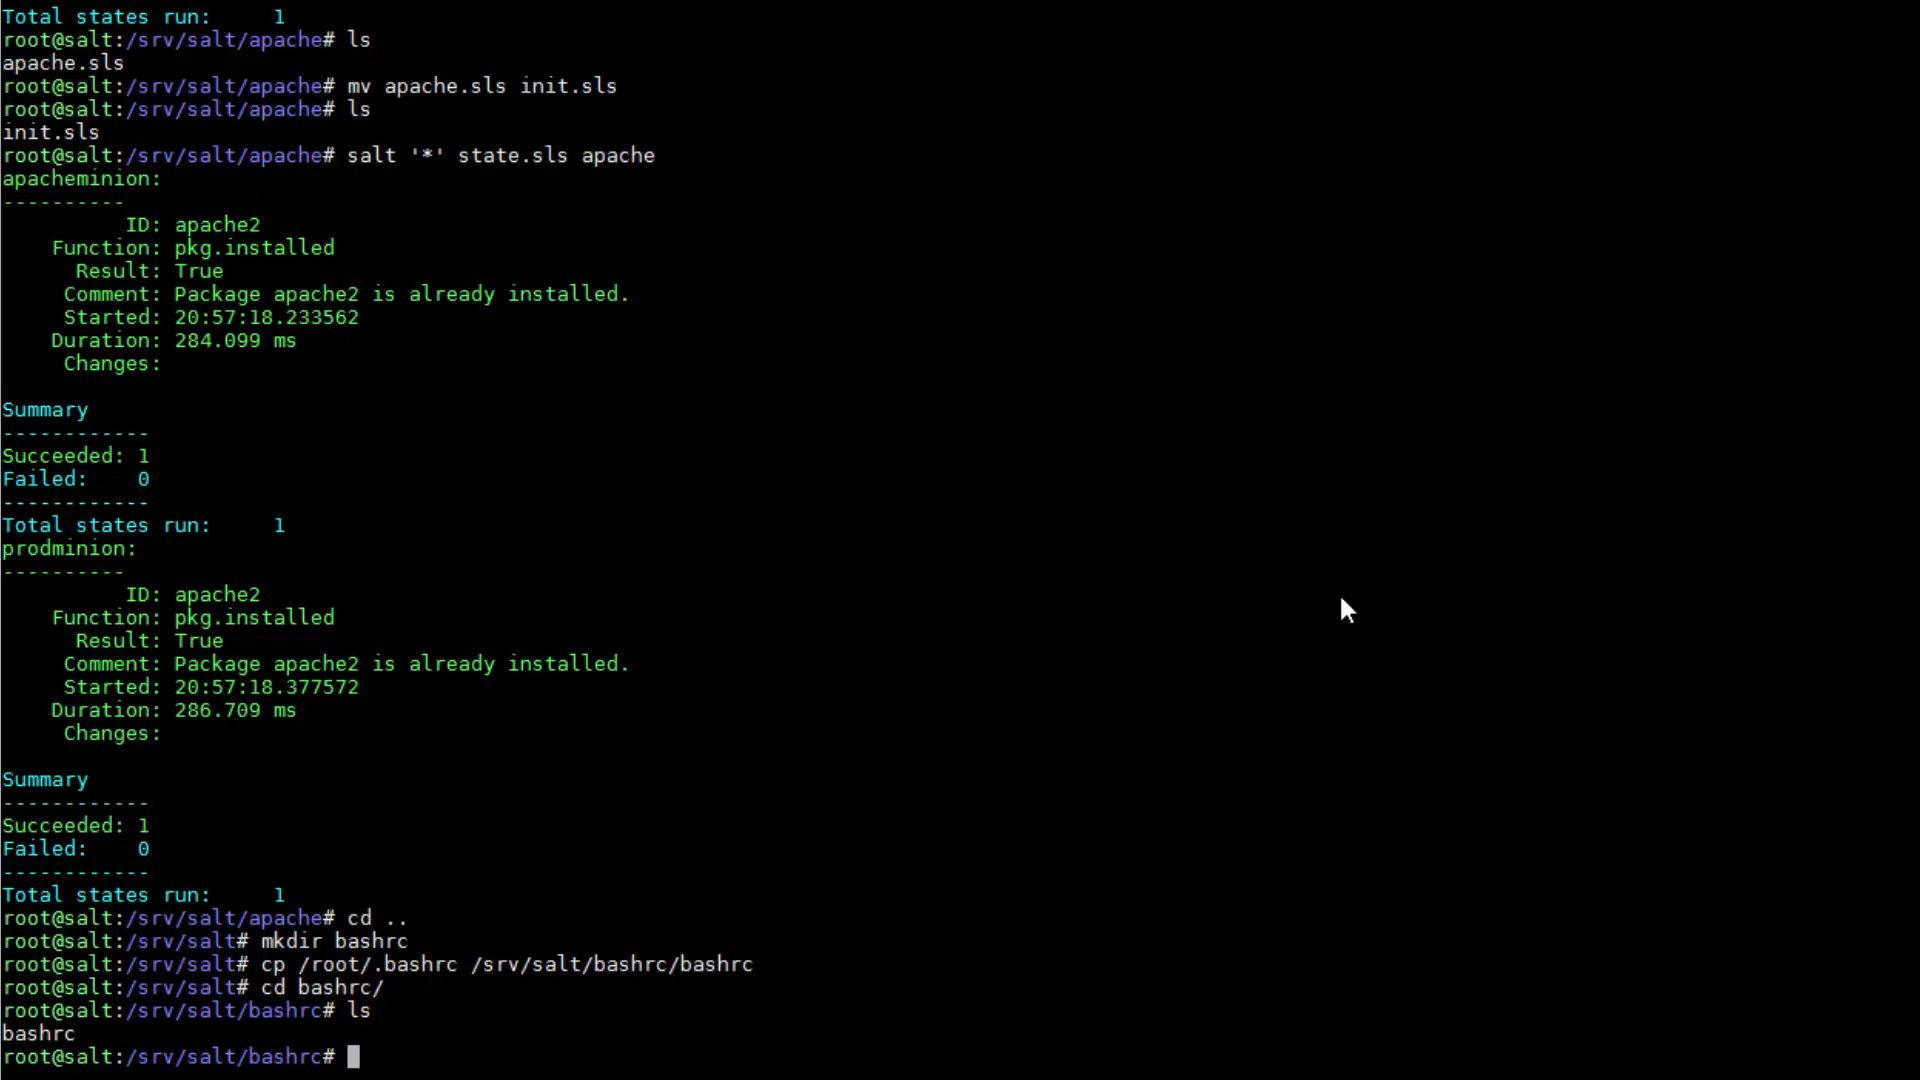 Total states run:     1
root@salt:/srv/salt/apache# ls
apache.sls
root@salt:/srv/salt/apache# mv apache.sls init.sls
root@salt:/srv/salt/apache# ls
init.sls
root@salt:/srv/salt/apache# salt '*' state.sls apache
apacheminion:
----------
          ID: apache2
    Function: pkg.installed
      Result: True
     Comment: Package apache2 is already installed.
     Started: 20:57:18.233562
    Duration: 284.099 ms
     Changes:

Summary
------------
Succeeded: 1
Failed:    0
------------
Total states run:     1
prodminion:
----------
          ID: apache2
    Function: pkg.installed
      Result: True
     Comment: Package apache2 is already installed.
     Started: 20:57:18.377572
    Duration: 286.709 ms
     Changes:

Summary
------------
Succeeded: 1
Failed:    0
------------
Total states run:     1
root@salt:/srv/salt/apache# cd ..
root@salt:/srv/salt# mkdir bashrc
root@salt:/srv/salt# cp /root/.bashrc /srv/salt/bashrc/bashrc
root@salt:/srv/salt# cd bashrc/
root@salt:/srv/salt/bashrc# ls
bashrc
root@salt:/srv/salt/bashrc#